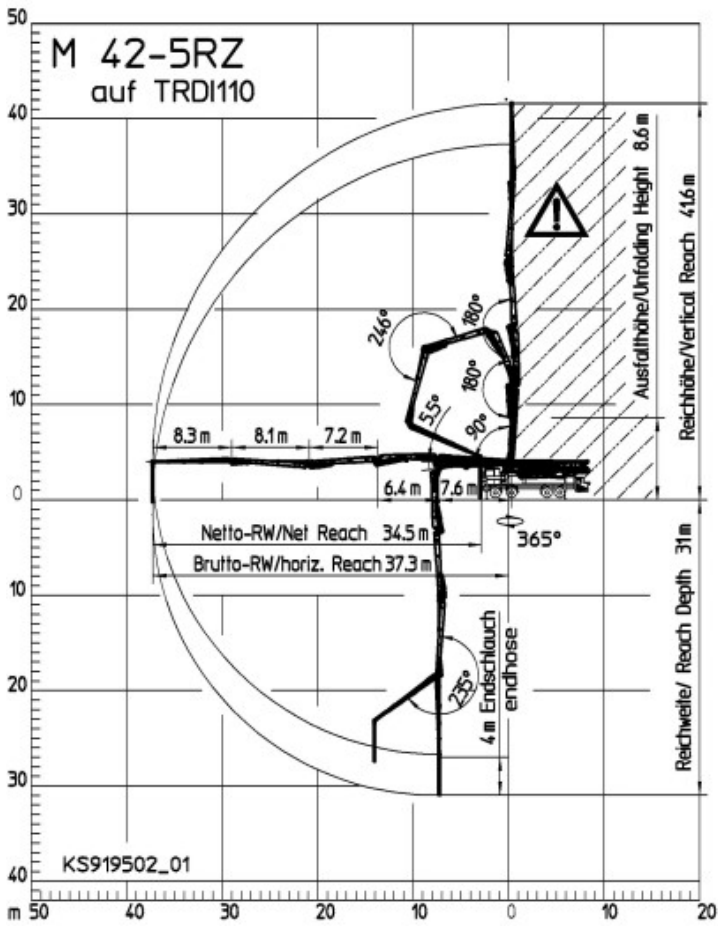 50
M 42-5RZ
auf TRDI110
40
30
20
10
0
10
20
30
40
m 50 40 30 20 10 0 10 20
246°
180°
180°
5.5°
90°
8.3 m
8.1 m
7.2 m
6.4 m
7.6 m
Netto-RW/Net Reach 34.5 m
Brutto-RW/horiz. Reach 37.3 m
365°
235°
4 m Endschlauch
endhose
Ausfalthöhe/Unfolding Height 8.6 m
Reichhöhe/Vertical Reach 41.6 m
Reichweite/ Reach Depth 31 m
!
KS919502_01